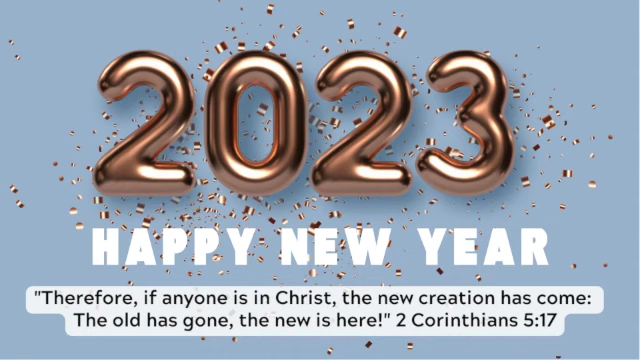 2023
HAPPY NEW YEAR
"Therefore, if anyone is in Christ, the new creation has come:
The old has gone, the new is here!" 2 Corinthians 5:17